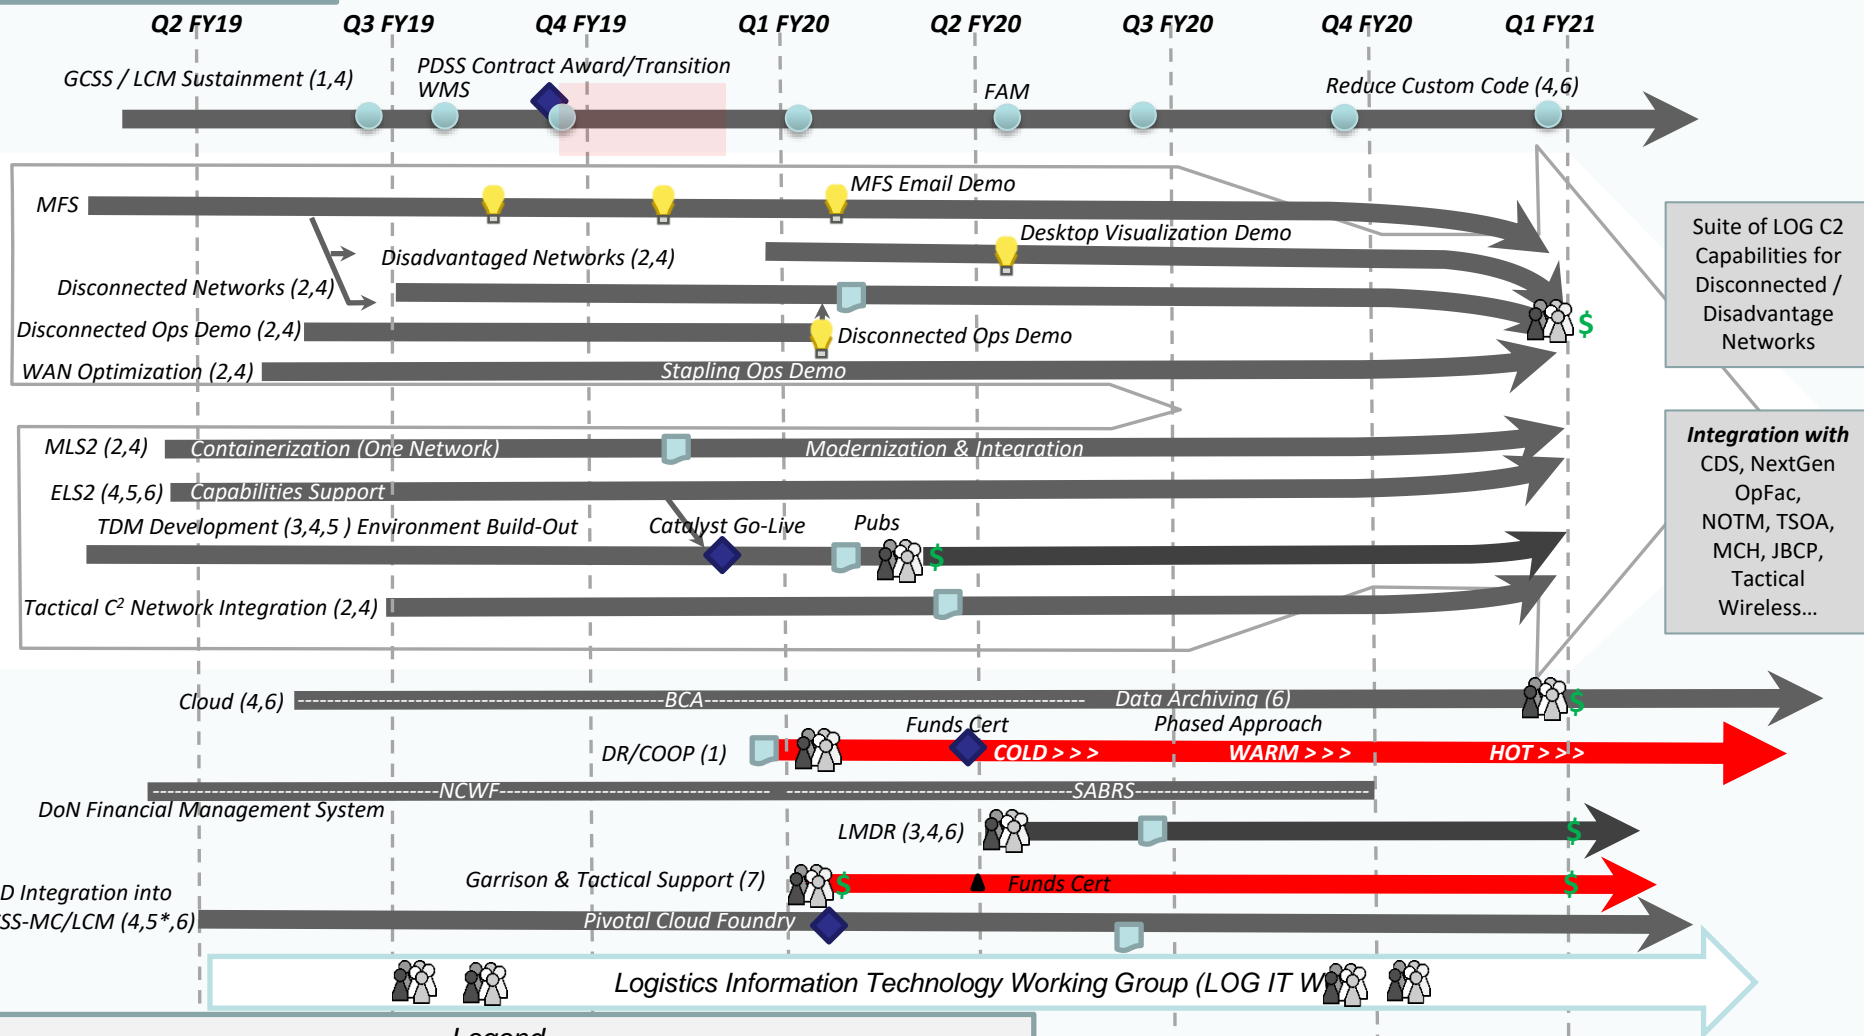 Q2 FY19 Q3 FY19 Q4 FY19 Q1 FY20 Q2 FY20 Q3 FY20 Q4 FY20 Q1 FY21
GCSS / LCM Sustainment (1,4)
PDSS Contract Award/Transition
WMS
FAM
Reduce Custom Code (4,6)
MFS
MFS Email Demo
Disadvantaged Networks (2,4)
Desktop Visualization Demo
Disconnected Networks (2,4)
Disconnected Ops Demo (2,4)
Disconnected Ops Demo
WAN Optimization (2,4)
Stapling Ops Demo
$
Suite of LOG C2
Capabilities for
Disconnected /
Disadvantage
Networks
MLS2 (2,4)
Containerization (One Network)
Modernization & Integration
ELS2 (4,5,6)
Capabilities Support
TDM Development (3,4,5 ) Environment Build-Out
Catalyst Go-Live
Pubs
$
Tactical C² Network Integration (2,4)
Integration with
CDS, NextGen
OpFac,
NOTM, TSOA,
MCH, JBCP,
Tactical
Wireless…
Cloud (4,6)
BCA
Data Archiving (6)
$
Funds Cert
Phased Approach
DR/COOP (1)
COLD > > >
WARM > > >
HOT > > >
NCWF
SABRS
DoN Financial Management System
LMDR (3,4,6)
$
Garrison & Tactical Support (7)
$
Funds Cert
$
D Integration into
SS-MC/LCM (4,5*,6)
Pivotal Cloud Foundry
Logistics Information Technology Working Group (LOG IT W
Legend